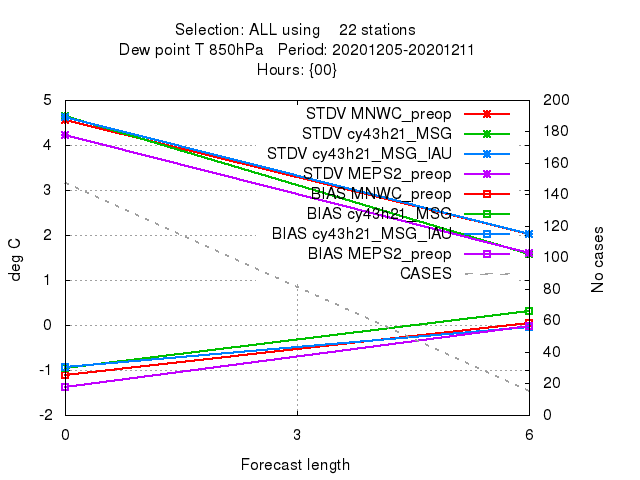 Selection: ALL using    22 stations
Dew point T 850hPa   Period: 20201205-20201211
Hours: {00}
5
4
3
2
1
0
-1
-2
deg C
200
180
160
140
120
100
80
60
40
20
0
No cases
STDV MNWC_preop
STDV cy43h21_MSG
STDV cy43h21_MSG_IAU
STDV MEPS2_preop
BIAS MNWC_preop
BIAS cy43h21_MSG
BIAS cy43h21_MSG_IAU
BIAS MEPS2_preop
CASES
0
3
6
Forecast length